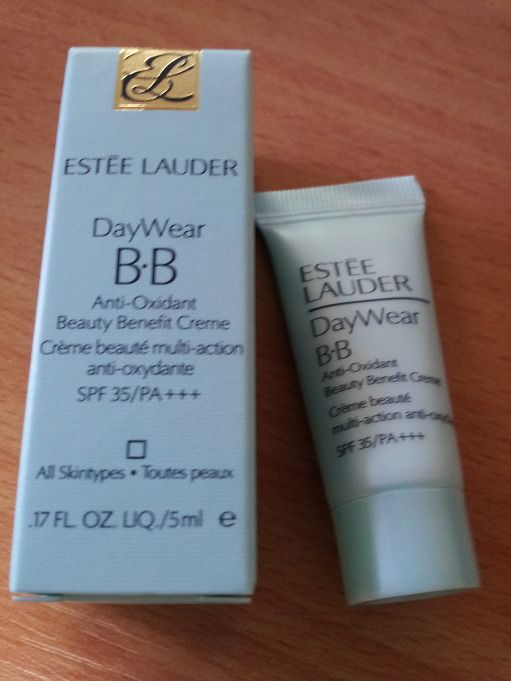 EL
ESTĒE LAUDER
DayWear
B·B
Anti-Oxidant
Beauty Benefit Creme
Crème beauté multi-action
anti-oxydante
SPF 35/PA+++
All Skintypes • Toutes peaux
.17 FL. OZ. LIQ./5ml e
ESTĒE
LAUDER
DayWear
B·B
Anti-Oxidant
Beauty Benefit Creme
Crème beauté
multi-action anti-oxyd
SPF 35/PA+++